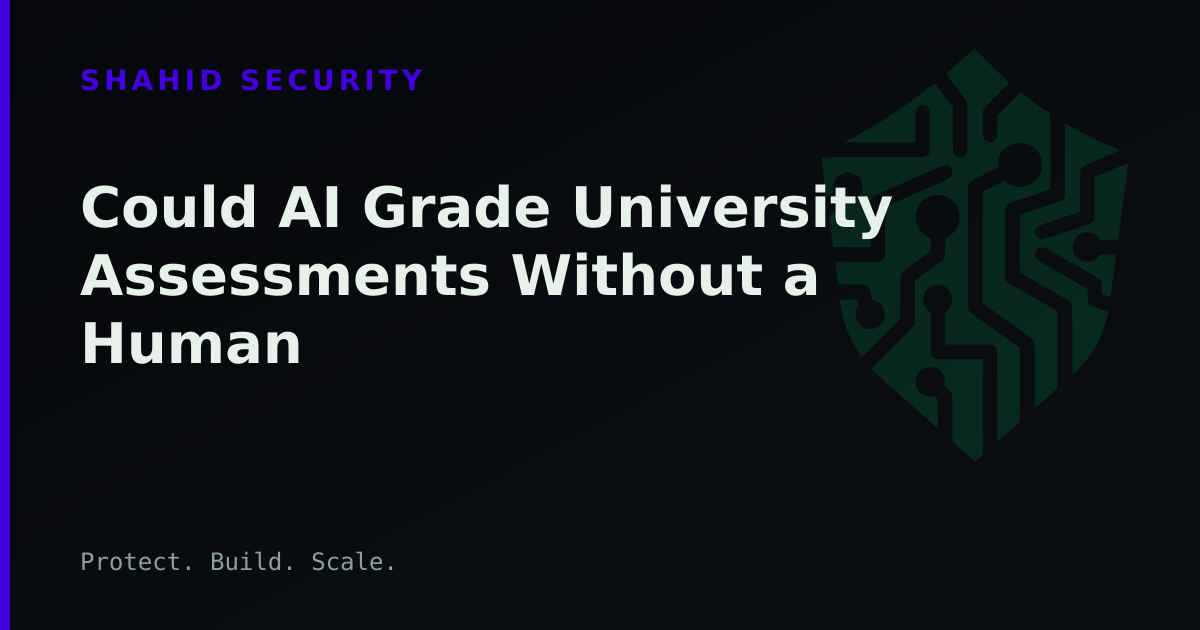 SHAHID SECURITY
Could AI Grade University
Assessments Without a
Human
Protect. Build. Scale.